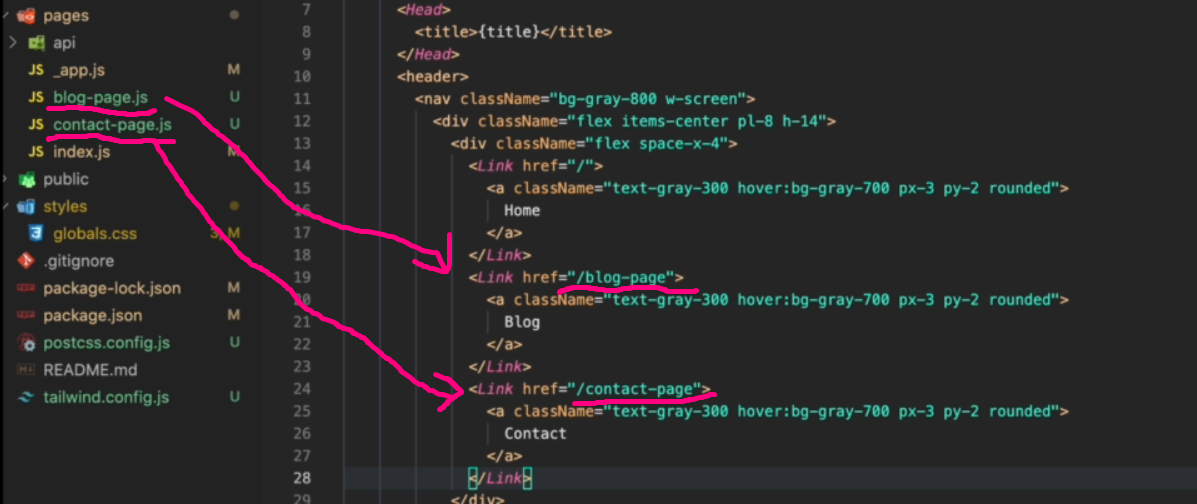 pages
api
JS _app.js M
JS blog-page.js U
JS contact-page.js U
JS index.js M
public
styles
globals.css 3, M
.gitignore
package-lock.json M
package.json M
postcss.config.js U
README.md
tailwind.config.js U
7 <Head>
8 <title>{title}</title>
9 </Head>
10 <header>
11 <nav className="bg-gray-800 w-screen">
12 <div className="flex items-center pl-8 h-14">
13 <div className="flex space-x-4">
14 <Link href="/">
15 <a className="text-gray-300 hover:bg-gray-700 px-3 py-2 rounded">
16 Home
17 </a>
18 </Link>
19 <Link href="/blog-page">
20 <a className="text-gray-300 hover:bg-gray-700 px-3 py-2 rounded">
21 Blog
22 </a>
23 </Link>
24 <Link href="/contact-page">
25 <a className="text-gray-300 hover:bg-gray-700 px-3 py-2 rounded">
26 Contact
27 </a>
28 </Link>
29 </div>